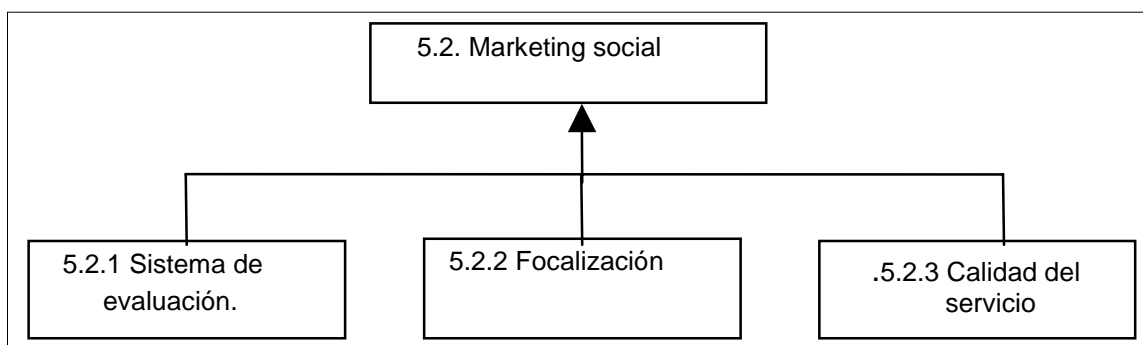 5.2. Marketing social
5.2.1 Sistema de
evaluación.
5.2.2 Focalización
.5.2.3 Calidad del
servicio